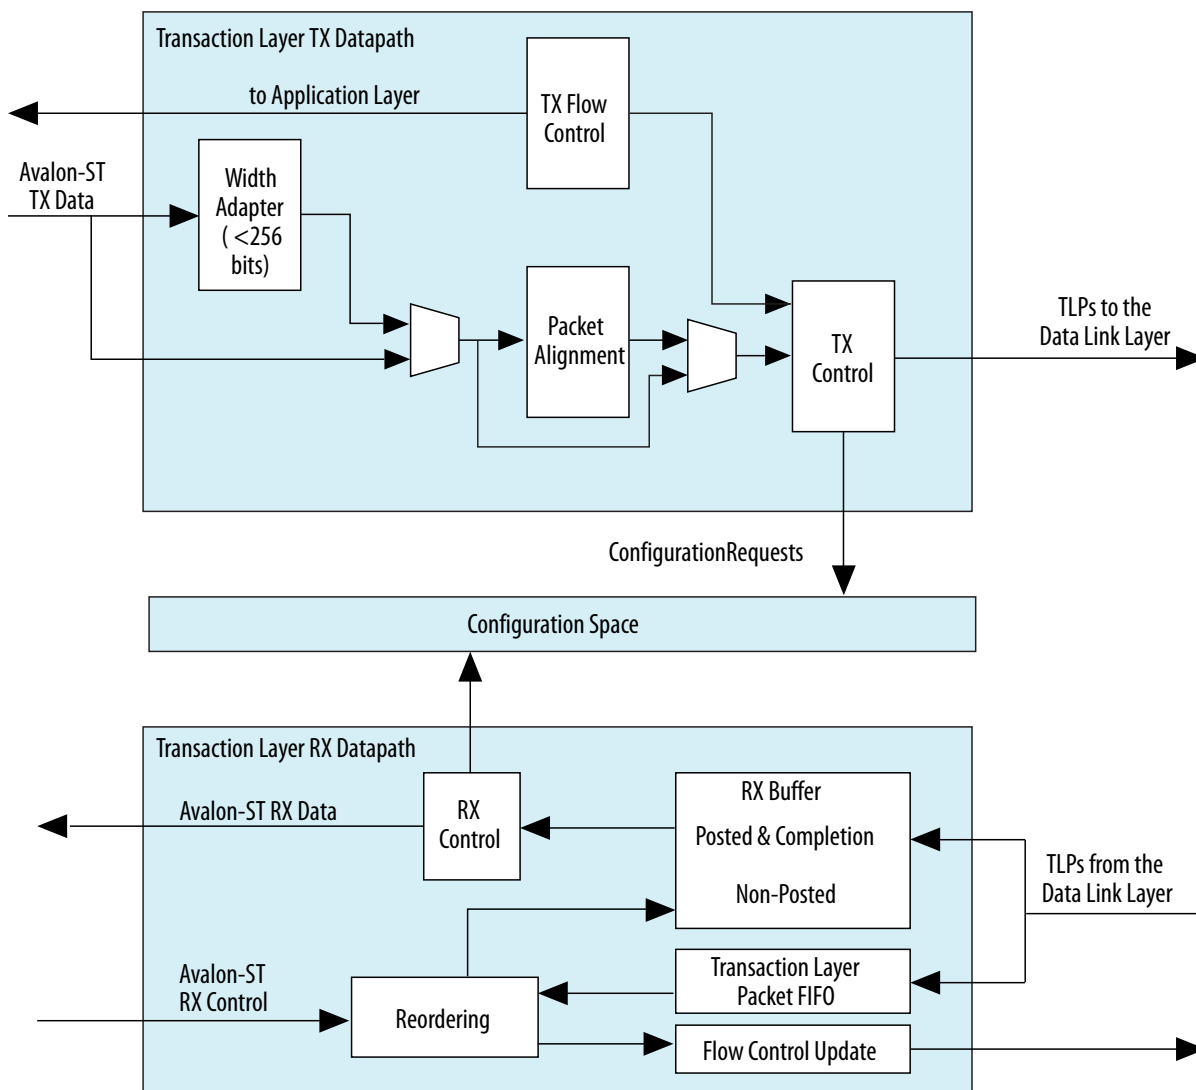 Transaction Layer TX Datapath
to Application Layer
TX Flow
Control
Avalon-ST
TX Data
Width
Adapter
( <256
bits)
Packet
Alignment
TX
Control
TLPs to the
Data Link Layer
ConfigurationRequests
Configuration Space
Transaction Layer RX Datapath
Avalon-ST RX Data
RX
Control
RX Buffer
Posted & Completion
Non-Posted
TLPs from the
Data Link Layer
Avalon-ST
RX Control
Reordering
Transaction Layer
Packet FIFO
Flow Control Update